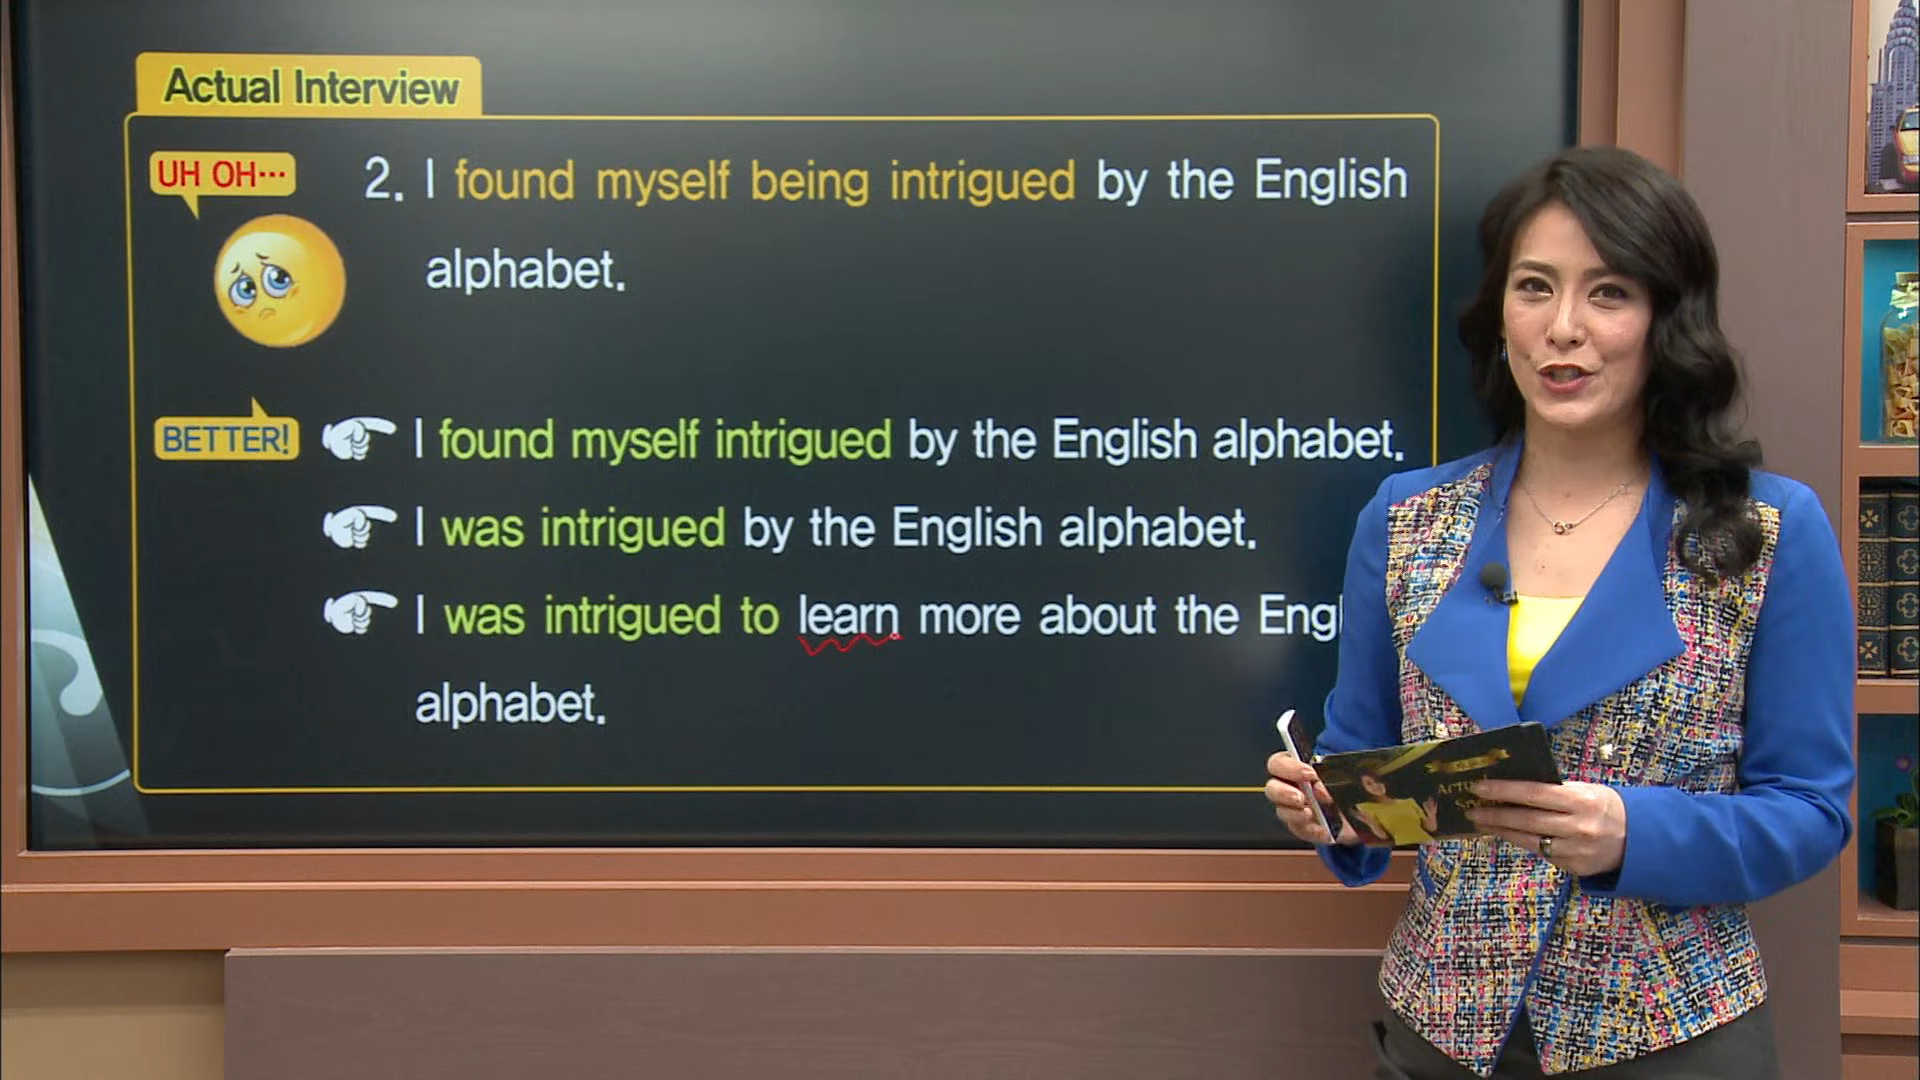 Actual Interview
UH OH…
2. I found myself being intrigued by the English
alphabet.
BETTER!
I found myself intrigued by the English alphabet.
I was intrigued by the English alphabet.
I was intrigued to learn more about the
alphabet.